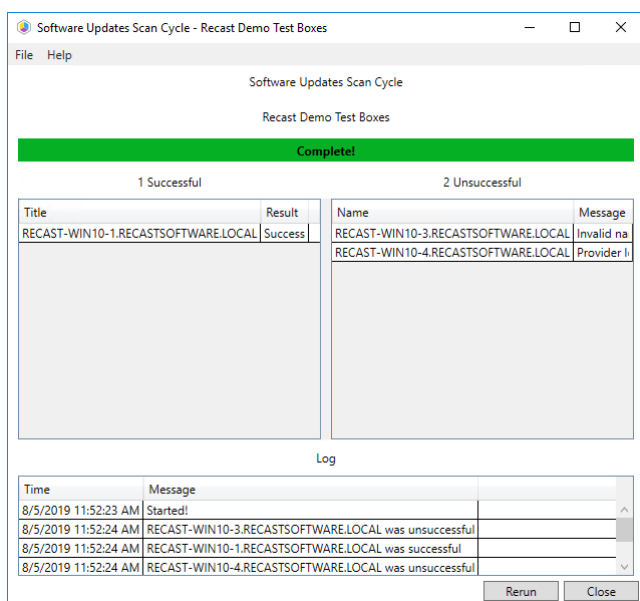 Software Updates Scan Cycle - Recast Demo Test Boxes
File Help
Software Updates Scan Cycle
Recast Demo Test Boxes
Complete!
1 Successful 2 Unsuccessful
Title Result Name Message
RECAST-WIN10-1.RECASTSOFTWARE.LOCAL Success RECAST-WIN10-3.RECASTSOFTWARE.LOCAL Invalid na
RECAST-WIN10-4.RECASTSOFTWARE.LOCAL Provider
Log
Time Message
8/5/2019 11:52:23 AM Started!
8/5/2019 11:52:24 AM RECAST-WIN10-3.RECASTSOFTWARE.LOCAL was unsuccessful
8/5/2019 11:52:24 AM RECAST-WIN10-1.RECASTSOFTWARE.LOCAL was successful
8/5/2019 11:52:24 AM RECAST-WIN10-4.RECASTSOFTWARE.LOCAL was unsuccessful
Rerun Close